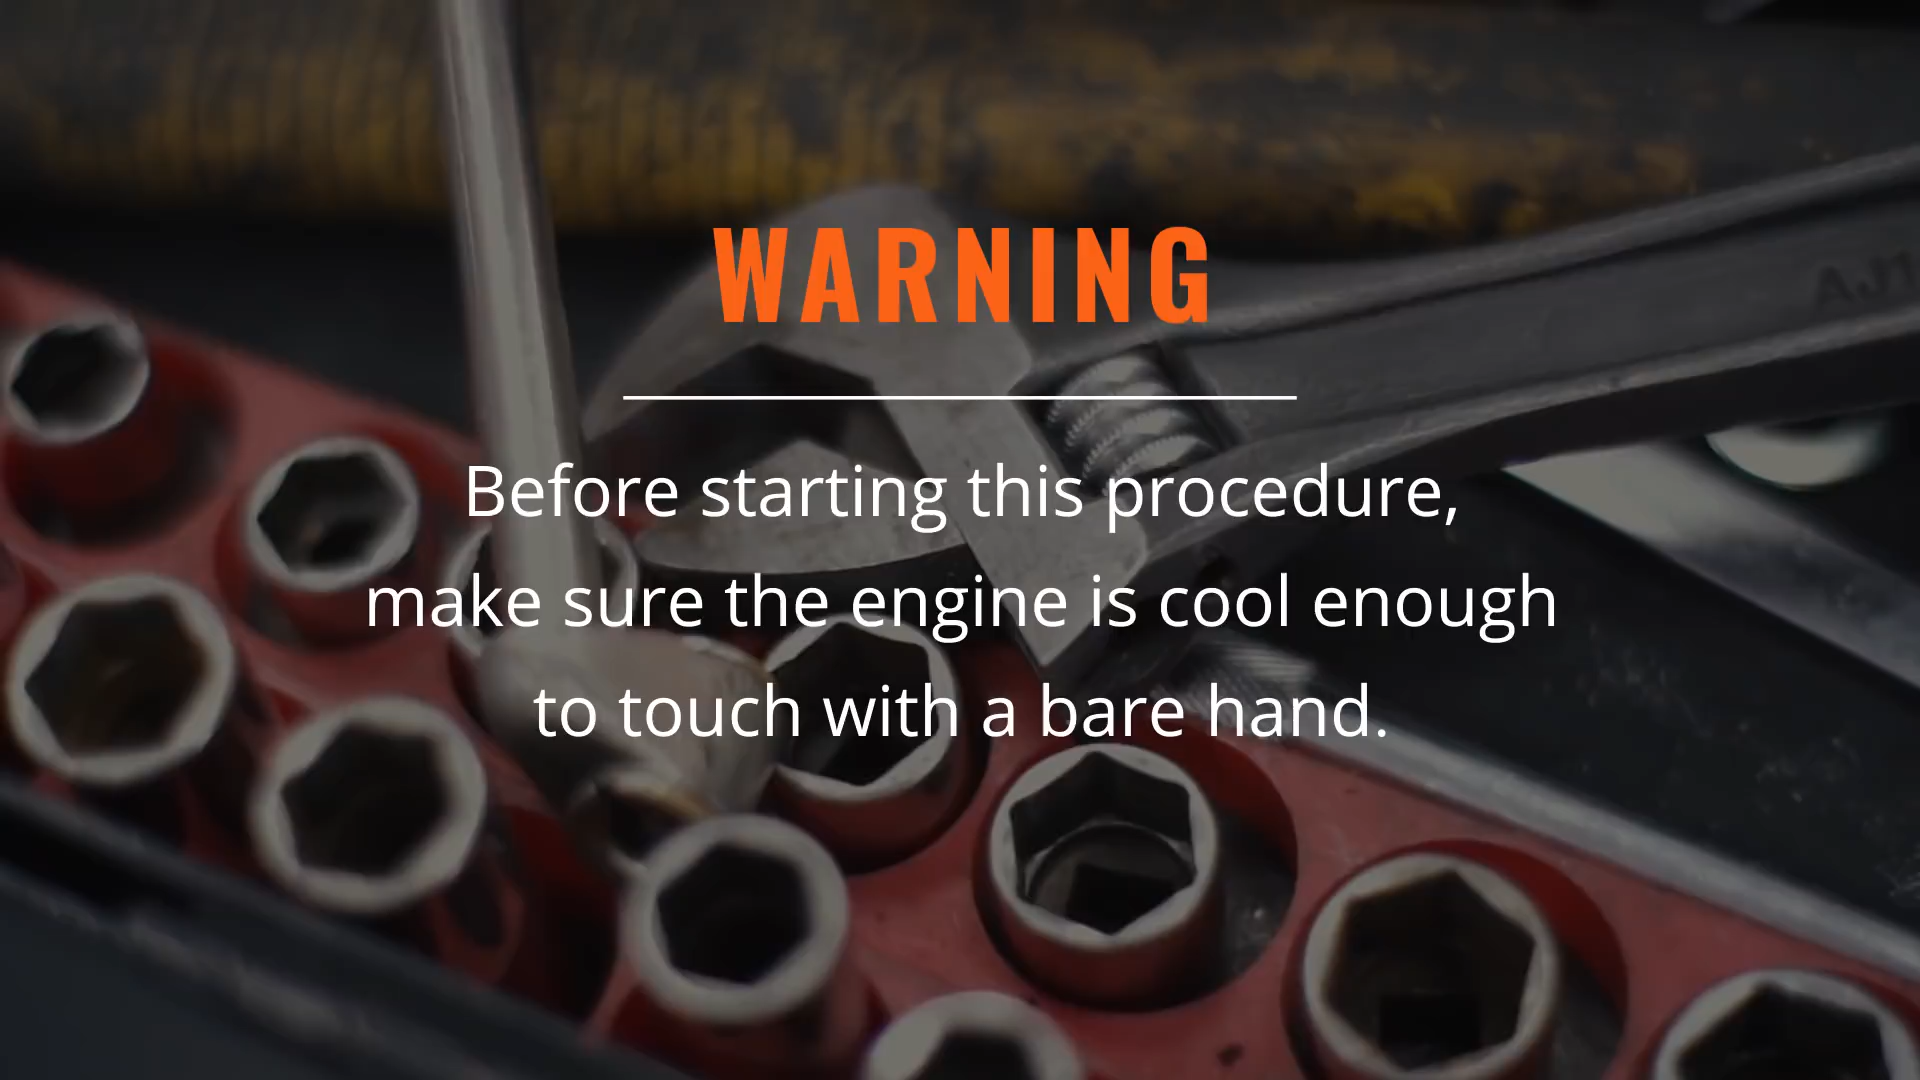 WARNING
Before starting this procedure,
make sure the engine is cool enough
to touch with a bare hand.